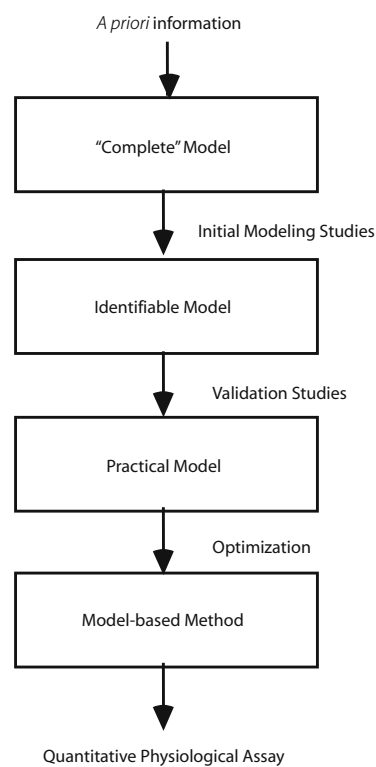 A priori information
“Complete” Model
Initial Modeling Studies
Identifiable Model
Validation Studies
Practical Model
Optimization
Model-based Method
Quantitative Physiological Assay